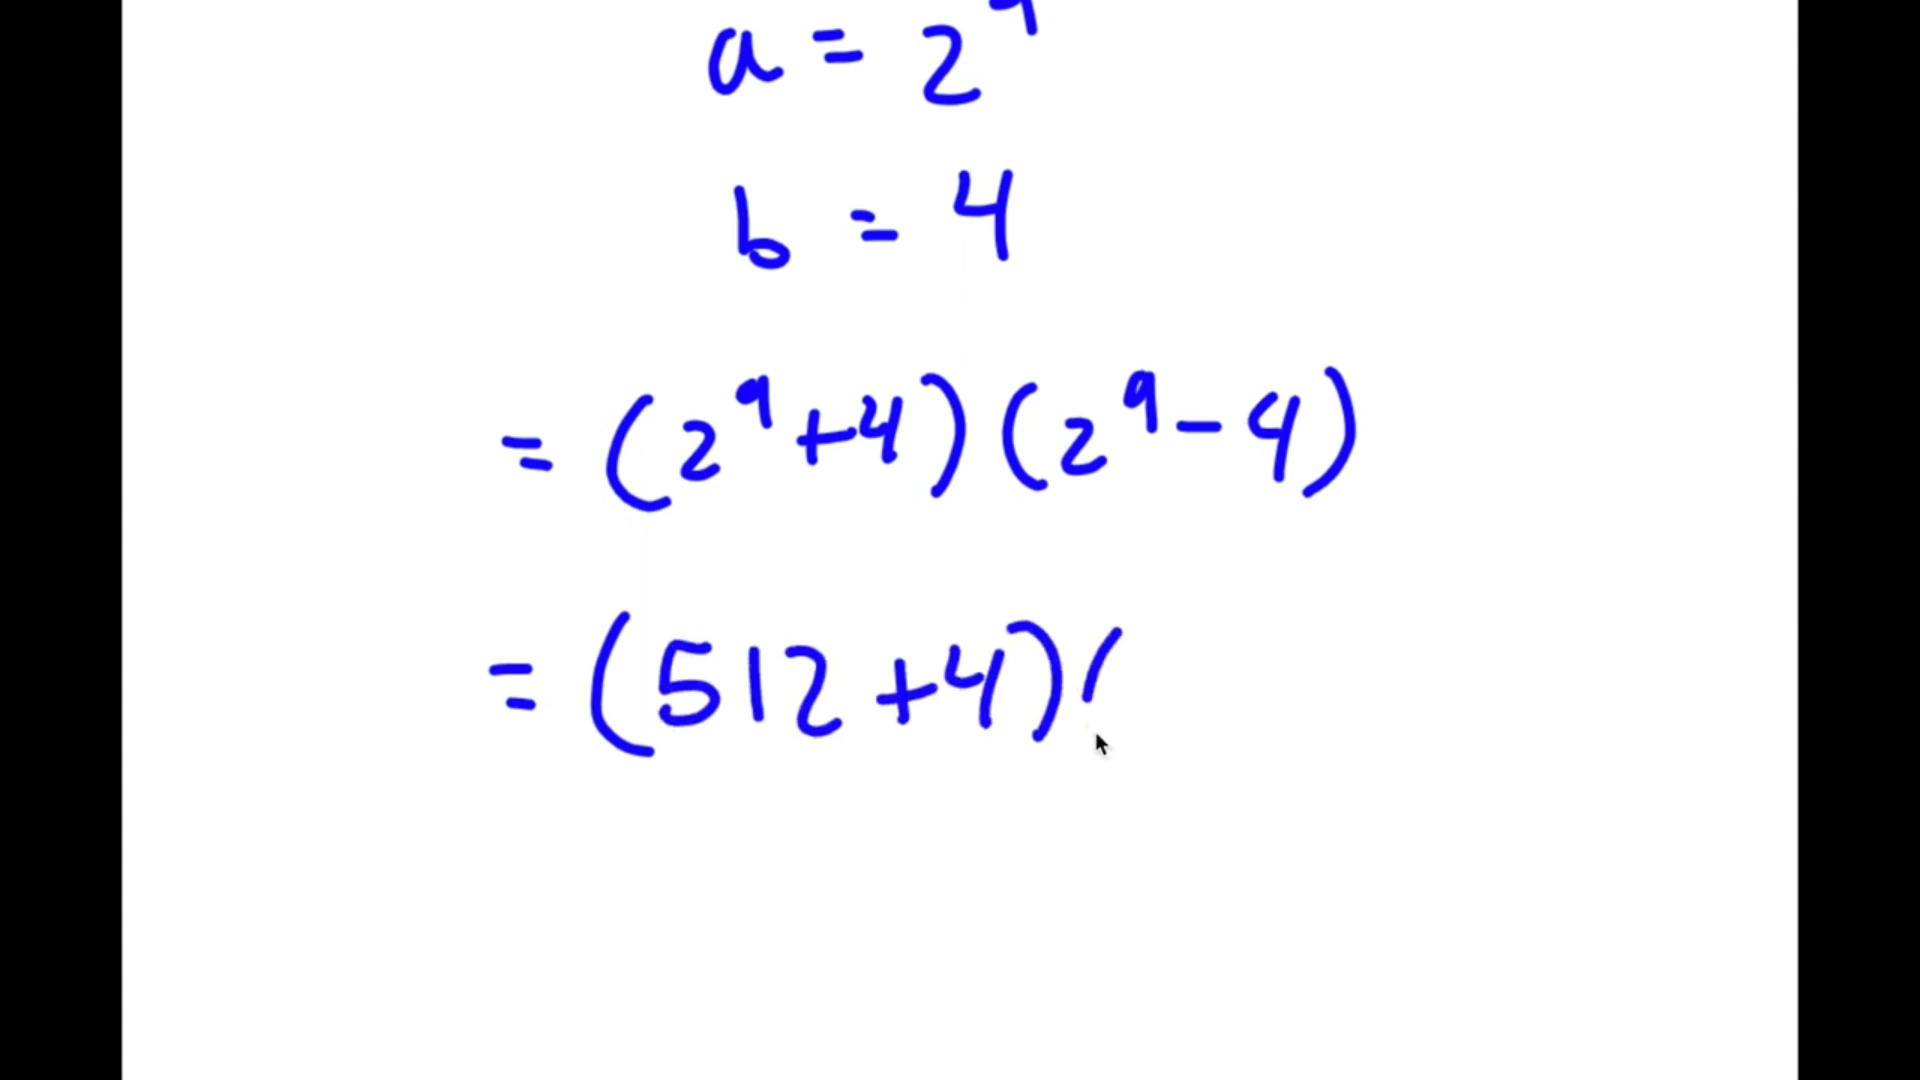 a = 2⁹
b = 4
= (2⁹+4)(2⁹-4)
= (512+4)(